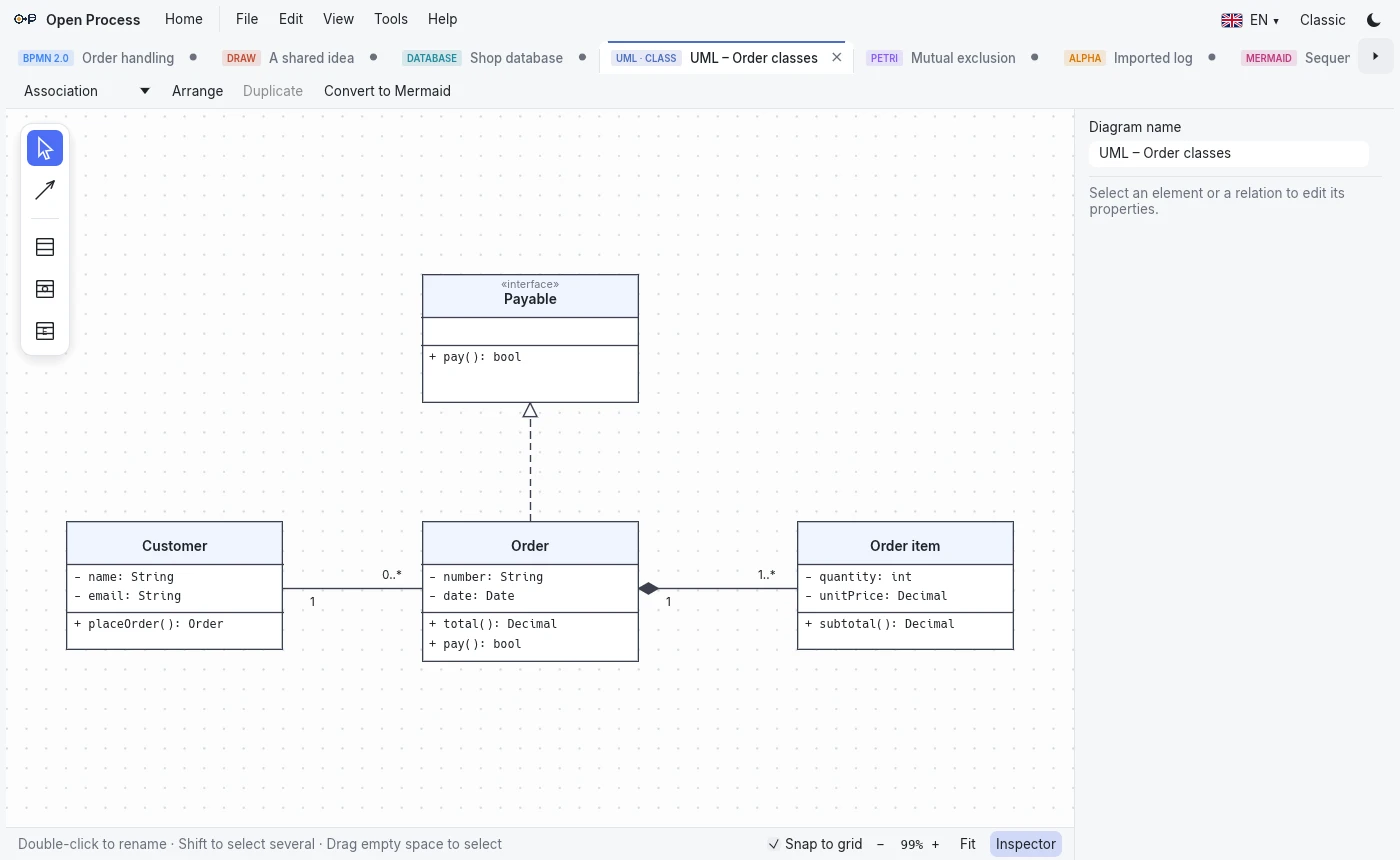 Open Process Home File Edit View Tools Help EN ▾ Classic
BPMN 2.0 Order handling DRAW A shared idea DATABASE Shop database UML · CLASS UML – Order classes PETRI Mutual exclusion ALPHA Imported log MERMAID Sequer
Association Arrange Duplicate Convert to Mermaid
Diagram name
UML – Order classes
Select an element or a relation to edit its
properties.
E
«interface»
Payable
+ pay(): bool
Customer
- name: String
- email: String
+ placeOrder(): Order
0..*
1
Order
- number: String
- date: Date
+ total(): Decimal
+ pay(): bool
1..*
1
Order item
- quantity: int
- unitPrice: Decimal
+ subtotal(): Decimal
Double-click to rename · Shift to select several · Drag empty space to select Snap to grid − 99% + Fit Inspector